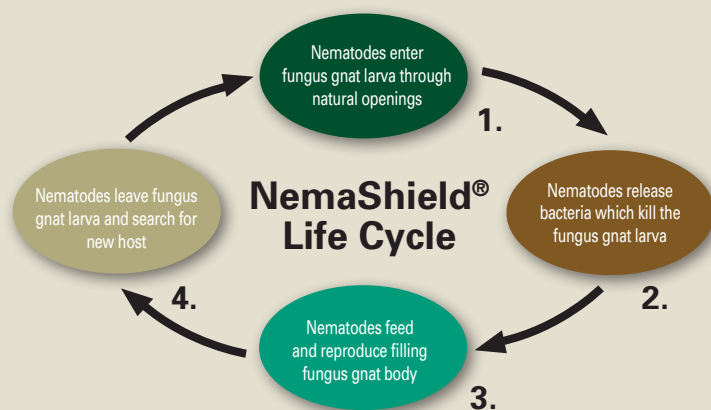 Nematodes enter
fungus gnat larva through
natural openings
1.
NemaShield®
Life Cycle
Nematodes release
bacteria which kill the
fungus gnat larva
2.
Nematodes feed
and reproduce filling
fungus gnat body
3.
Nematodes leave fungus
gnat larva and search for
new host
4.